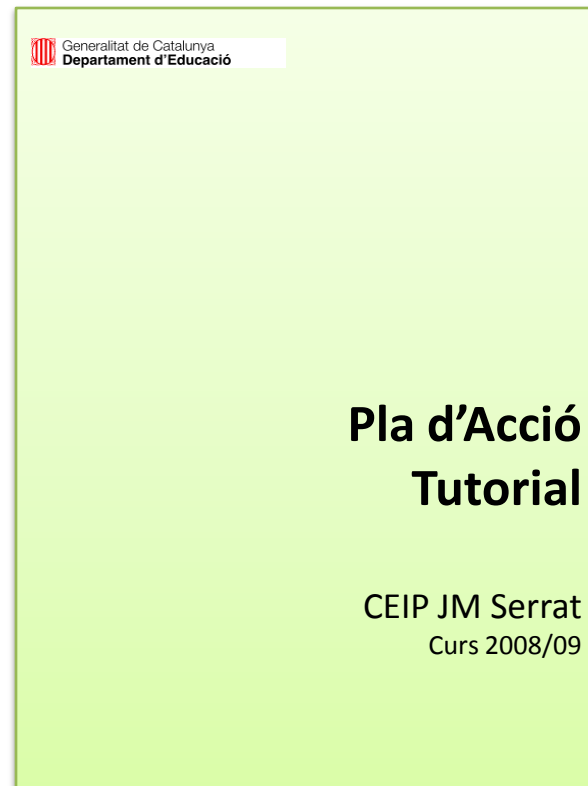 Generalitat de Catalunya
Departament d'Educació
Pla d'Acció
Tutorial
CEIP JM Serrat
Curs 2008/09